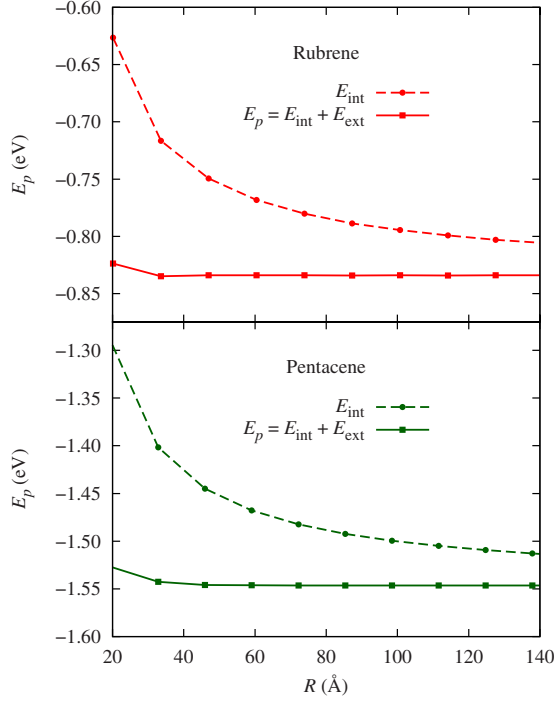 −0.60
−0.65
−0.70
−0.75
−0.80
−0.85
E_p (eV)
Rubrene
E_int
E_p = E_int + E_ext
−1.30
−1.35
−1.40
−1.45
−1.50
−1.55
−1.60
E_p (eV)
Pentacene
E_int
E_p = E_int + E_ext
20 40 60 80 100 120 140
R (Å)